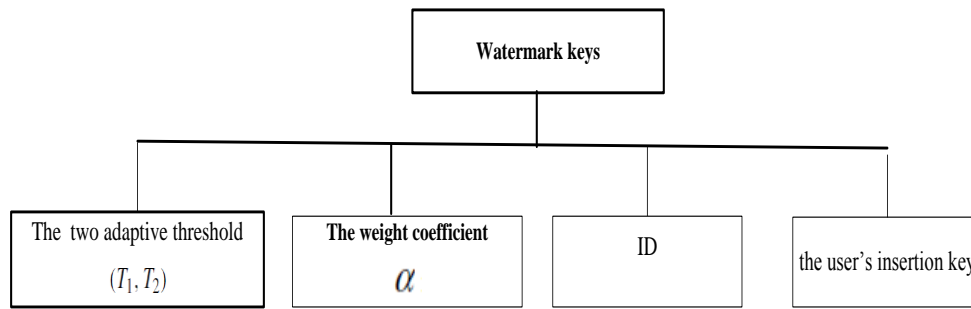 Watermark keys
The two adaptive threshold
(T₁, T₂)
The weight coefficient
α
ID
the user's insertion key